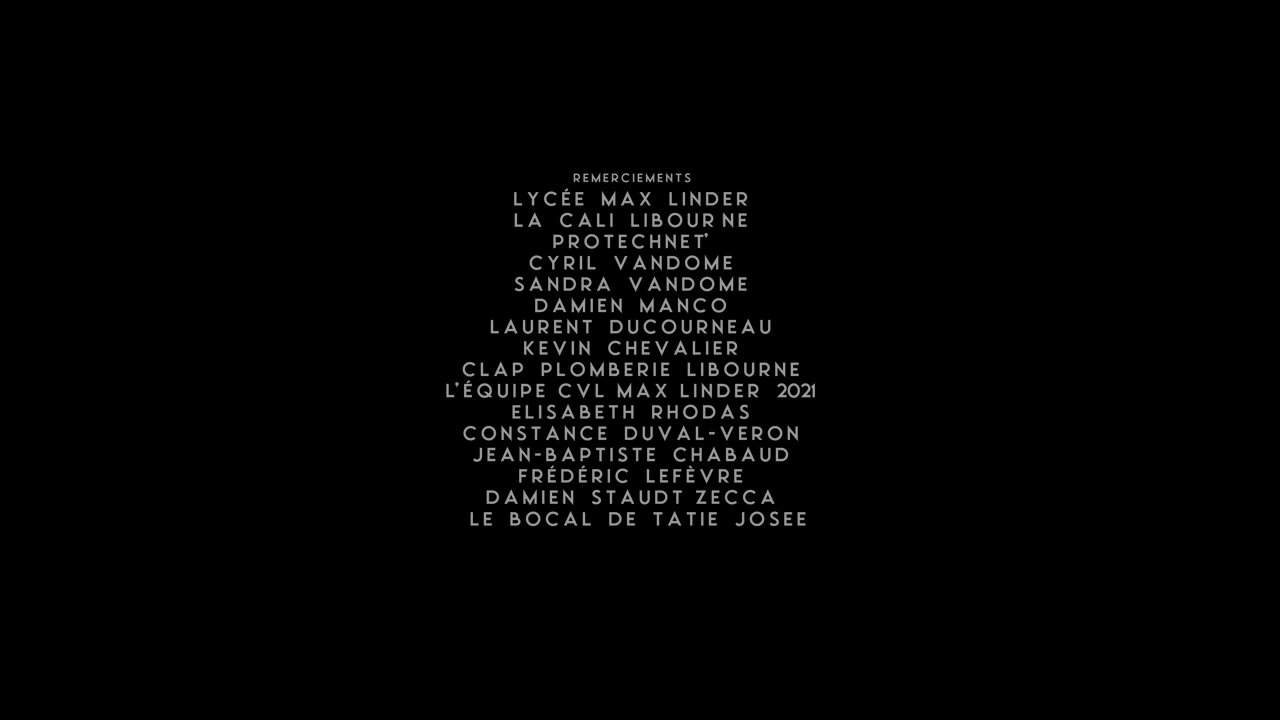 REMERCIEMENTS
LYCÉE MAX LINDER
LA CALI LIBOURNE
PROTECHNET'
CYRIL VANDOME
SANDRA VANDOME
DAMIEN MANCO
LAURENT DUCOURNEAU
KEVIN CHEVALIER
CLAP PLOMBERIE LIBOURNE
L'ÉQUIPE CVL MAX LINDER 2021
ELISABETH RHODAS
CONSTANCE DUVAL-VERON
JEAN-BAPTISTE CHABAUD
FRÉDÉRIC LEFÈVRE
DAMIEN STAUDT ZECCA
LE BOCAL DE TATIE JOSEE